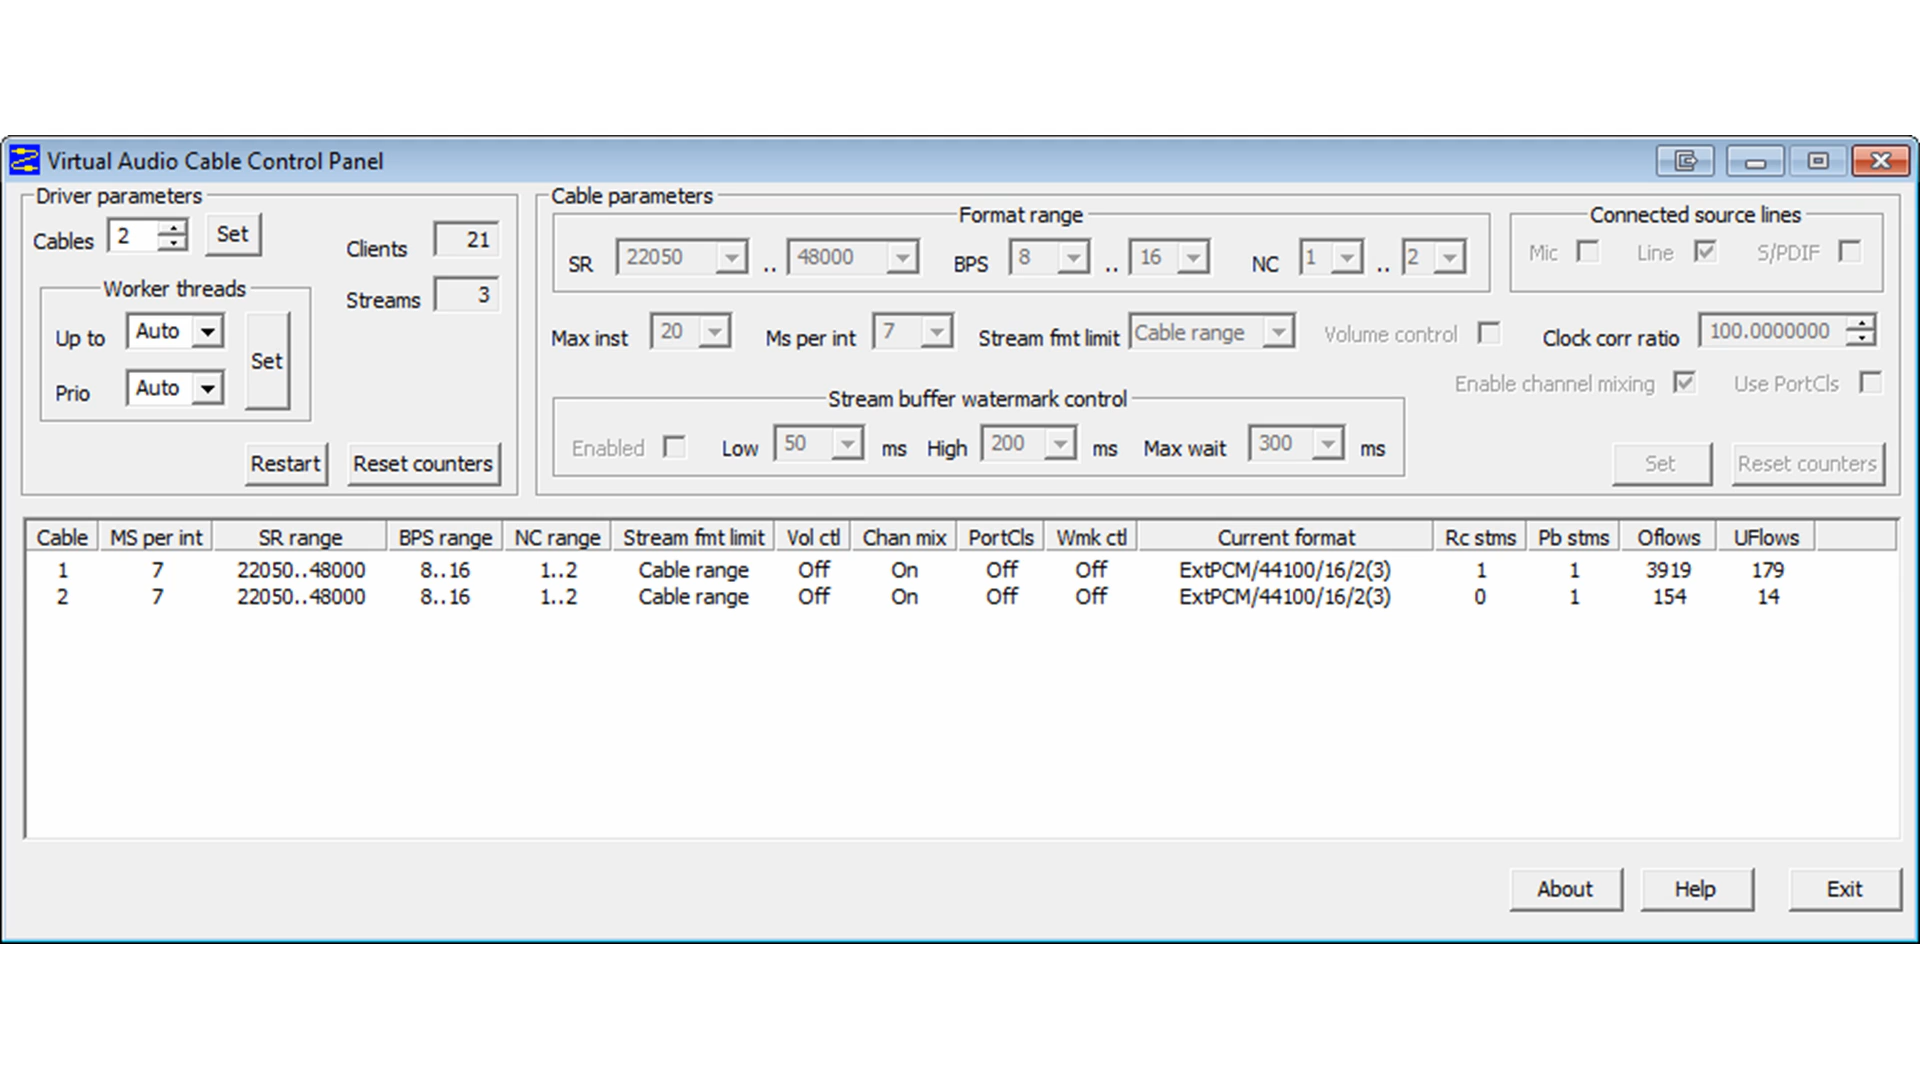 Virtual Audio Cable Control Panel
Driver parameters
Cables 2 Set
Clients 21
Streams 3
Worker threads
Up to Auto
Prio Auto
Set
Restart Reset counters
Cable parameters
Format range
SR 22050 .. 48000 BPS 8 .. 16 NC 1 .. 2
Connected source lines
Mic Line S/PDIF
Max inst 20 Ms per int 7 Stream fmt limit Cable range Volume control Clock corr ratio 100.0000000
Enable channel mixing Use PortCls
Stream buffer watermark control
Enabled Low 50 ms High 200 ms Max wait 300 ms
Set Reset counters
Cable MS per int SR range BPS range NC range Stream fmt limit Vol ctl Chan mix PortCls Wmk ctl Current format Rc stms Pb stms Oflows UFlows
1 7 22050..48000 8..16 1..2 Cable range Off On Off Off ExtPCM/44100/16/2(3) 1 1 3919 179
2 7 22050..48000 8..16 1..2 Cable range Off On Off Off ExtPCM/44100/16/2(3) 0 1 154 14
About Help Exit